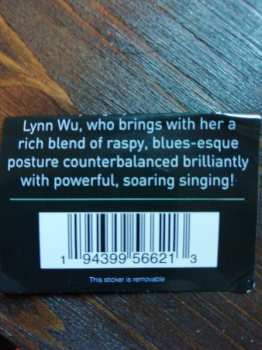 Lynn Wu, who brings with her a
rich blend of raspy, blues-esque
posture counterbalanced brilliantly
with powerful, soaring singing!
1 94399 56621 3
This sticker is removable